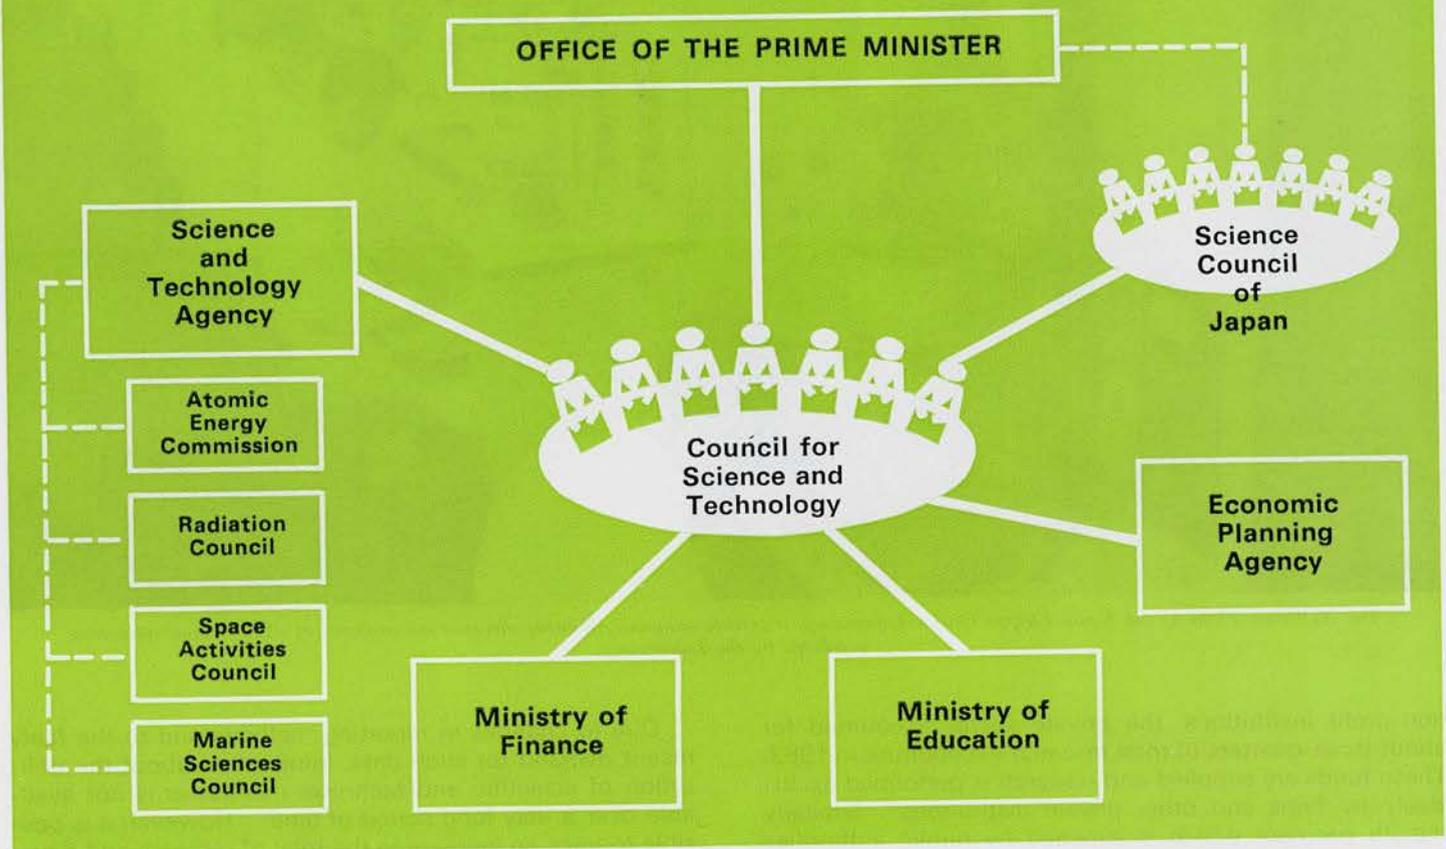 OFFICE OF THE PRIME MINISTER
Science
and
Technology
Agency
Science
Council
of
Japan
Atomic
Energy
Commission
Council for
Science and
Technology
Radiation
Council
Economic
Planning
Agency
Space
Activities
Council
Ministry of
Finance
Ministry of
Education
Marine
Sciences
Council